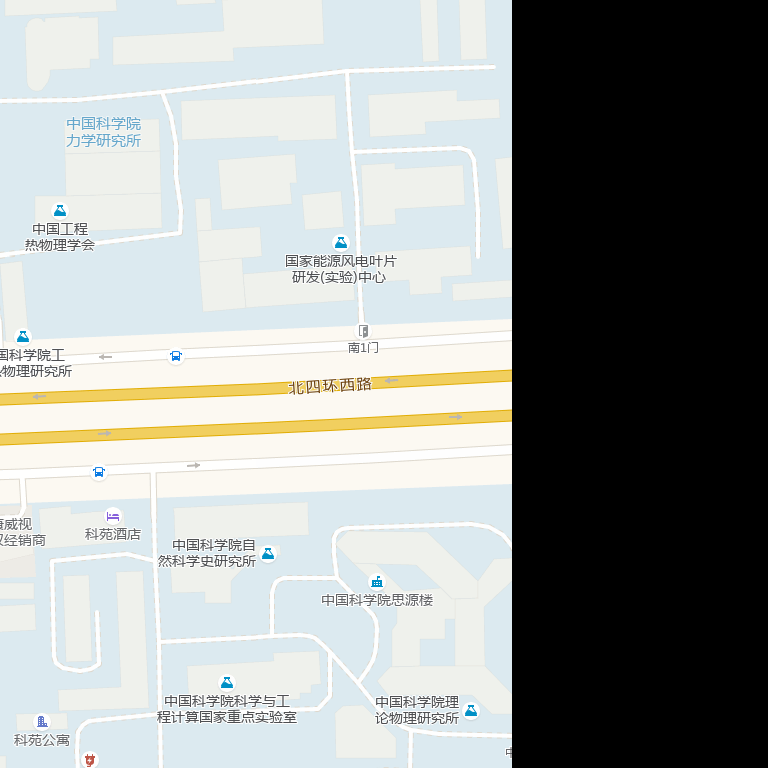 中国科学院
力学研究所
中国工程
热物理学会
国家能源风电叶片
研发(实验)中心
南1门
国科学院工
物理研究所
北四环西路
威视
经销商
科苑酒店
中国科学院自
然科学史研究所
中国科学院思源楼
中国科学院科学与工
程计算国家重点实验室
中国科学院理
论物理研究所
科苑公寓